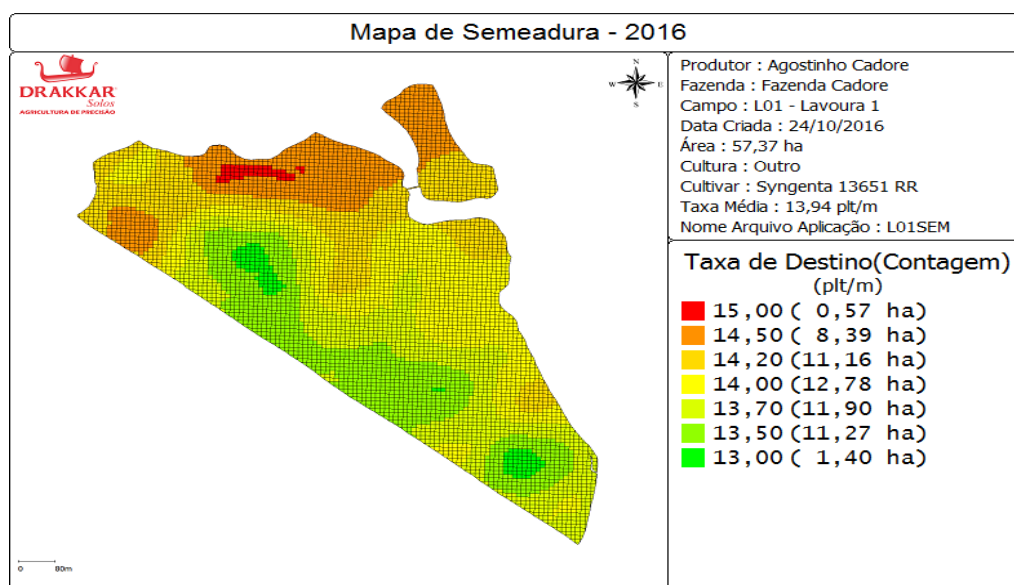 Mapa de Semeadura - 2016
DRAKKAR
Solos
AGRICULTURA DE PRECISÃO
N
W E
S
Produtor : Agostinho Cadore
Fazenda : Fazenda Cadore
Campo : L01 - Lavoura 1
Data Criada : 24/10/2016
Área : 57,37 ha
Cultura : Outro
Cultivar : Syngenta 13651 RR
Taxa Média : 13,94 plt/m
Nome Arquivo Aplicação : L01SEM
Taxa de Destino(Contagem)
(plt/m)
15,00 ( 0,57 ha)
14,50 ( 8,39 ha)
14,20 (11,16 ha)
14,00 (12,78 ha)
13,70 (11,90 ha)
13,50 (11,27 ha)
13,00 ( 1,40 ha)
0 80m